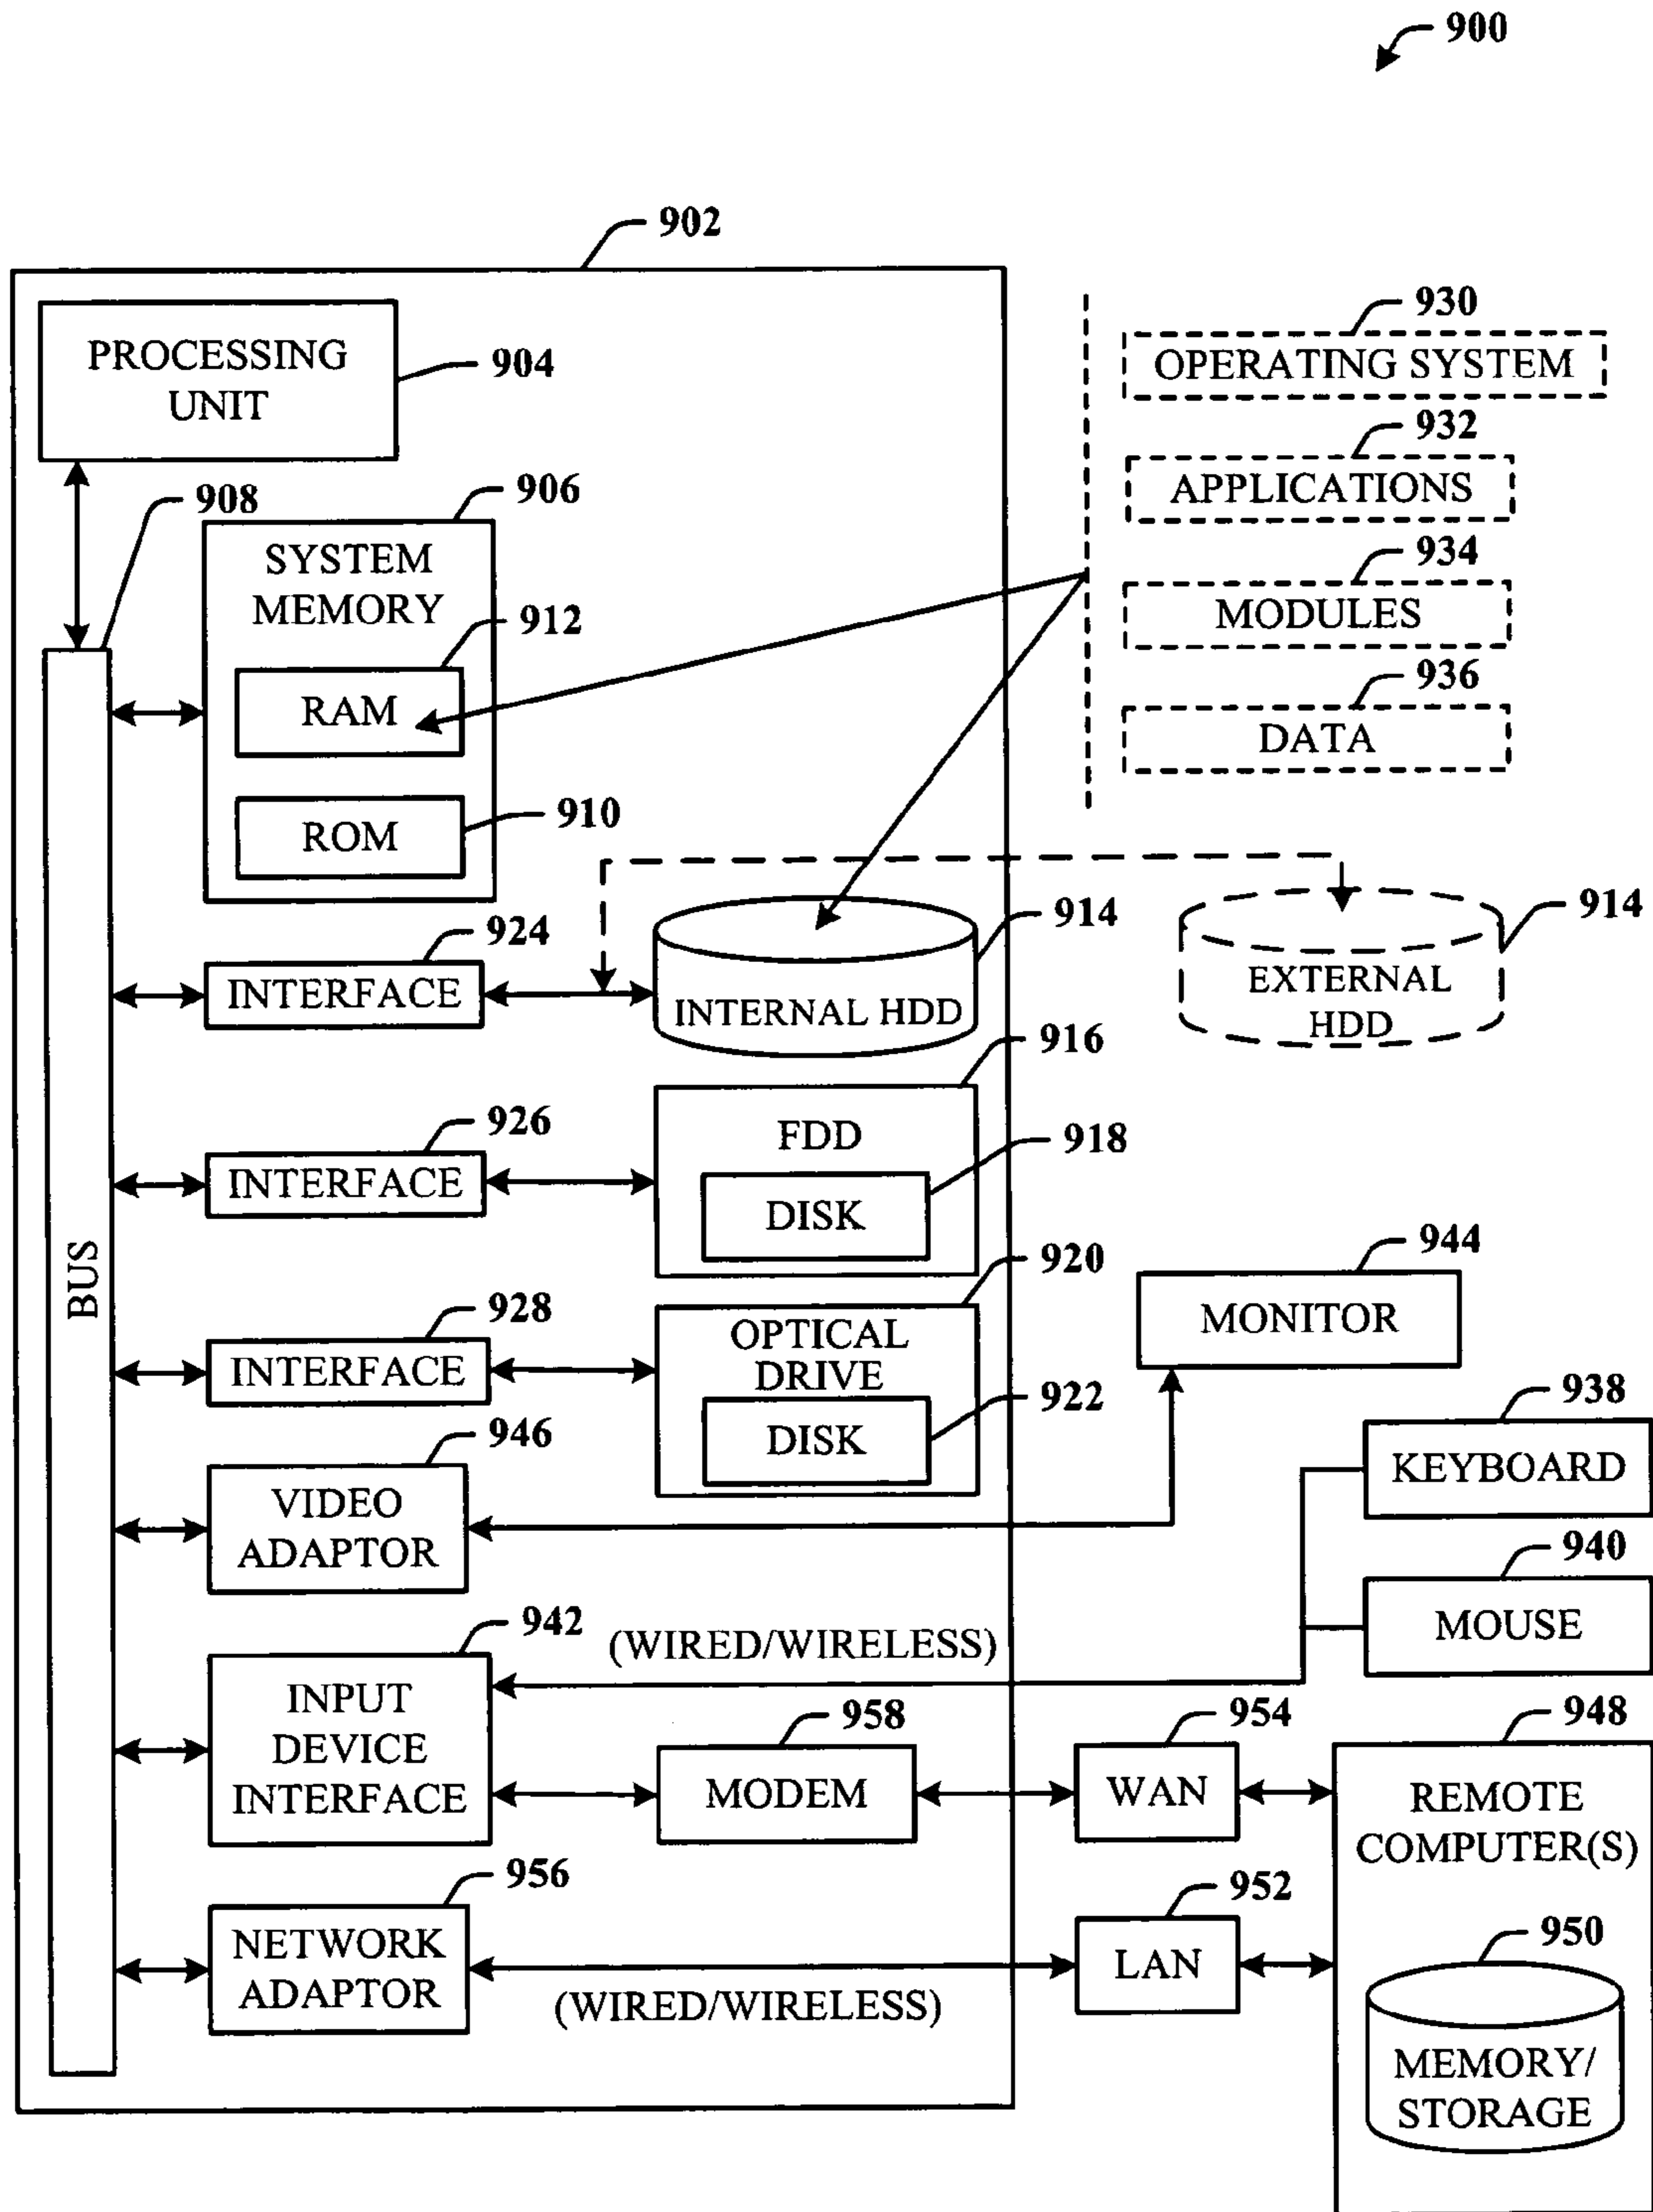 900
902
PROCESSING
UNIT
904
930
OPERATING SYSTEM
932
APPLICATIONS
934
MODULES
936
DATA
908
906
SYSTEM
MEMORY
912
RAM
910
ROM
BUS
924
INTERFACE
914
INTERNAL HDD
914
EXTERNAL
HDD
926
INTERFACE
916
FDD
918
DISK
928
INTERFACE
920
OPTICAL
DRIVE
922
DISK
944
MONITOR
946
VIDEO
ADAPTOR
938
KEYBOARD
940
MOUSE
942
INPUT
DEVICE
INTERFACE
(WIRED/WIRELESS)
958
MODEM
954
WAN
948
REMOTE
COMPUTER(S)
956
NETWORK
ADAPTOR
(WIRED/WIRELESS)
952
LAN
950
MEMORY/
STORAGE